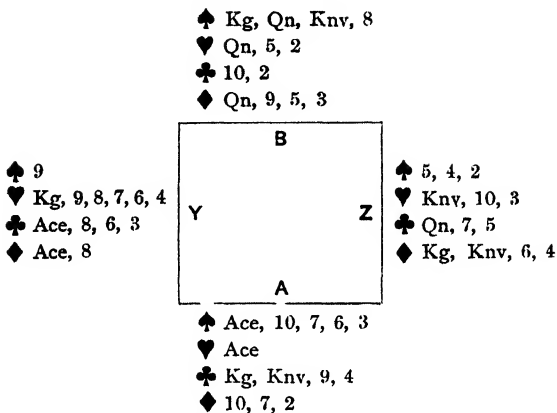 ♠ Kg, Qn, Knv, 8
♥ Qn, 5, 2
♣ 10, 2
♦ Qn, 9, 5, 3
B
♠ 9
♥ Kg, 9, 8, 7, 6, 4
♣ Ace, 8, 6, 3
♦ Ace, 8
Y
Z
♠ 5, 4, 2
♥ Knv, 10, 3
♣ Qn, 7, 5
♦ Kg, Knv, 6, 4
A
♠ Ace, 10, 7, 6, 3
♥ Ace
♣ Kg, Knv, 9, 4
♦ 10, 7, 2